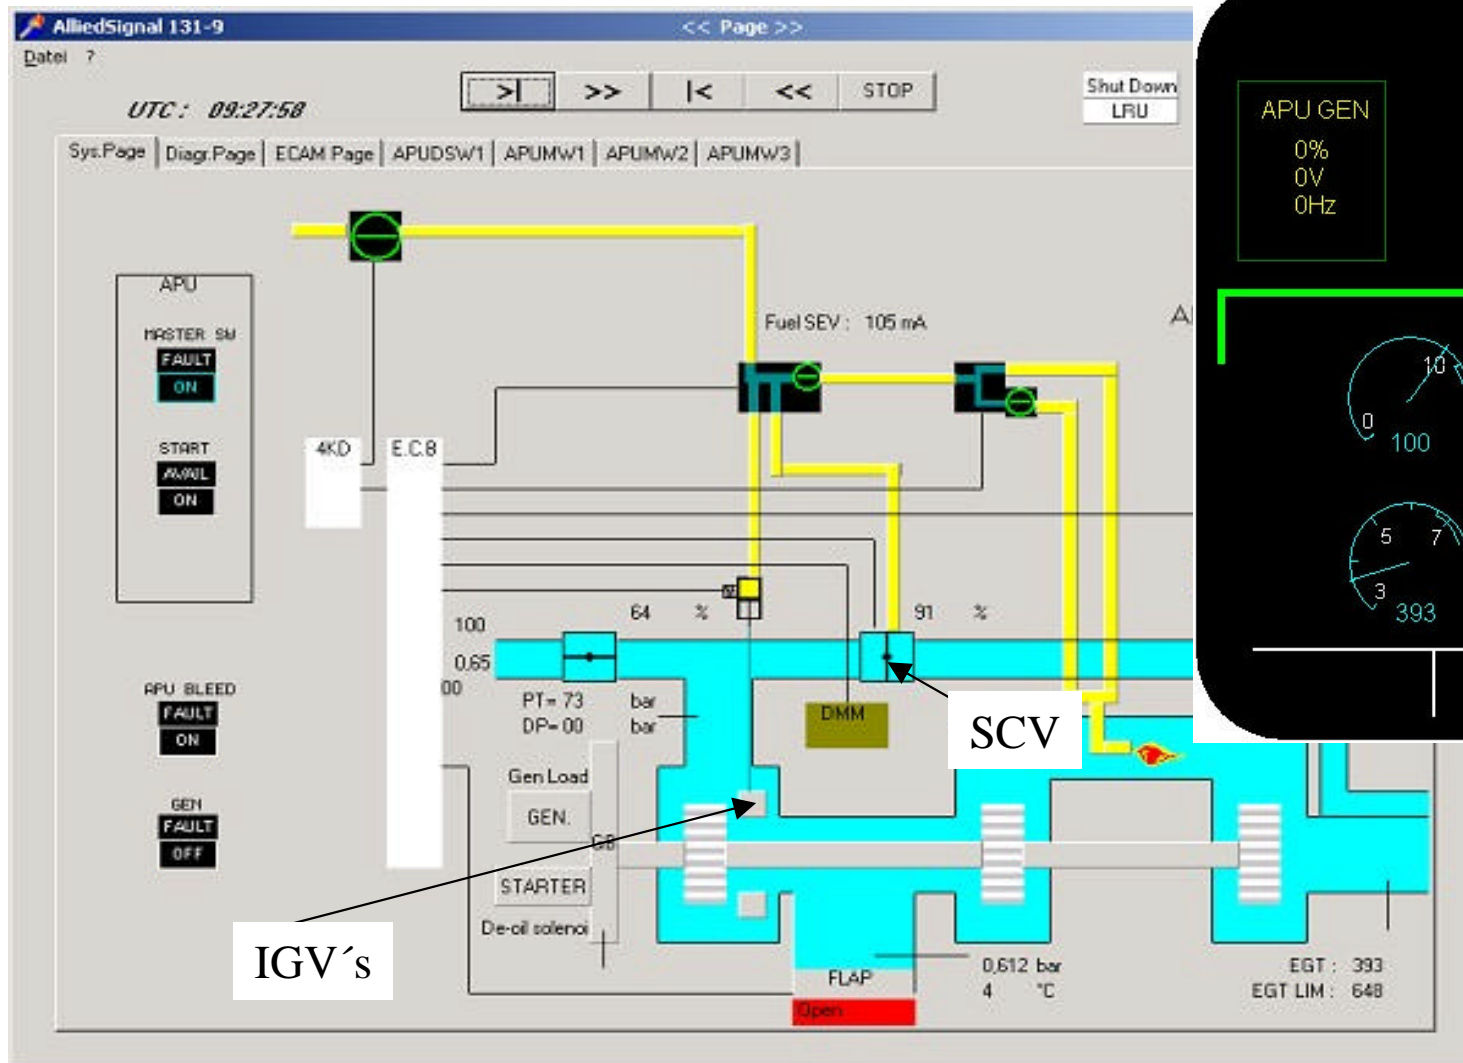 AlliedSignal 131-9
<< Page >>
Datei ?
UTC : 09:27:58
>| >> |< << STOP
Shut Down
LRU
Sys.Page Diagr.Page ECAM Page APUDSW1 APUMW1 APUMW2 APUMW3
APU GEN
0%
0V
0Hz
APU
MASTER SW
FAULT
ON
START
AVAIL
ON
APU BLEED
FAULT
ON
GEN
FAULT
OFF
Fuel SEV : 105 mA
4KD
E.C.B
10
0
100
5
7
3
393
64 %
91 %
100
0,65
00
PT= 73 bar
DP= 00 bar
DMM
SCV
Gen Load
GEN.
GB
STARTER
De-oil solenoi
IGV´s
FLAP
Open
0,612 bar
4 °C
EGT : 393
EGT LIM : 648